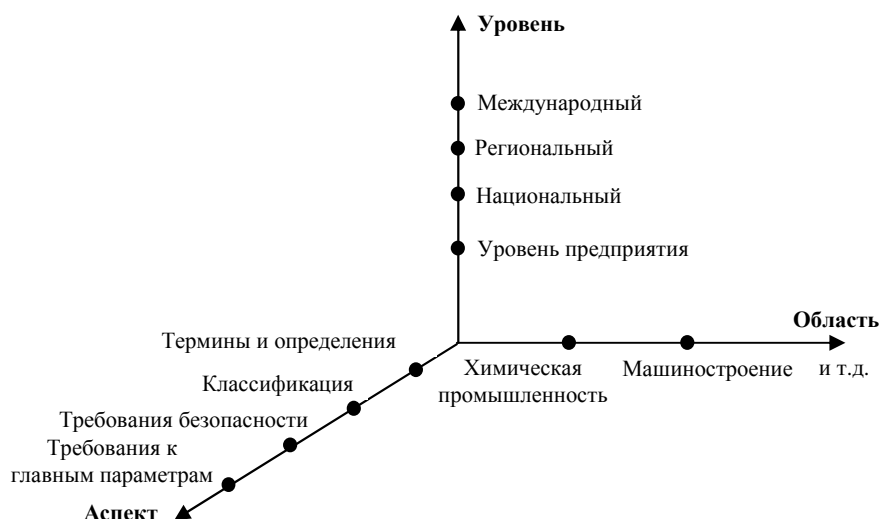 Уровень
Международный
Региональный
Национальный
Уровень предприятия
Область
Термины и определения
Химическая
промышленность
Машиностроение
и т.д.
Классификация
Требования безопасности
Требования к
главным параметрам
Аспект